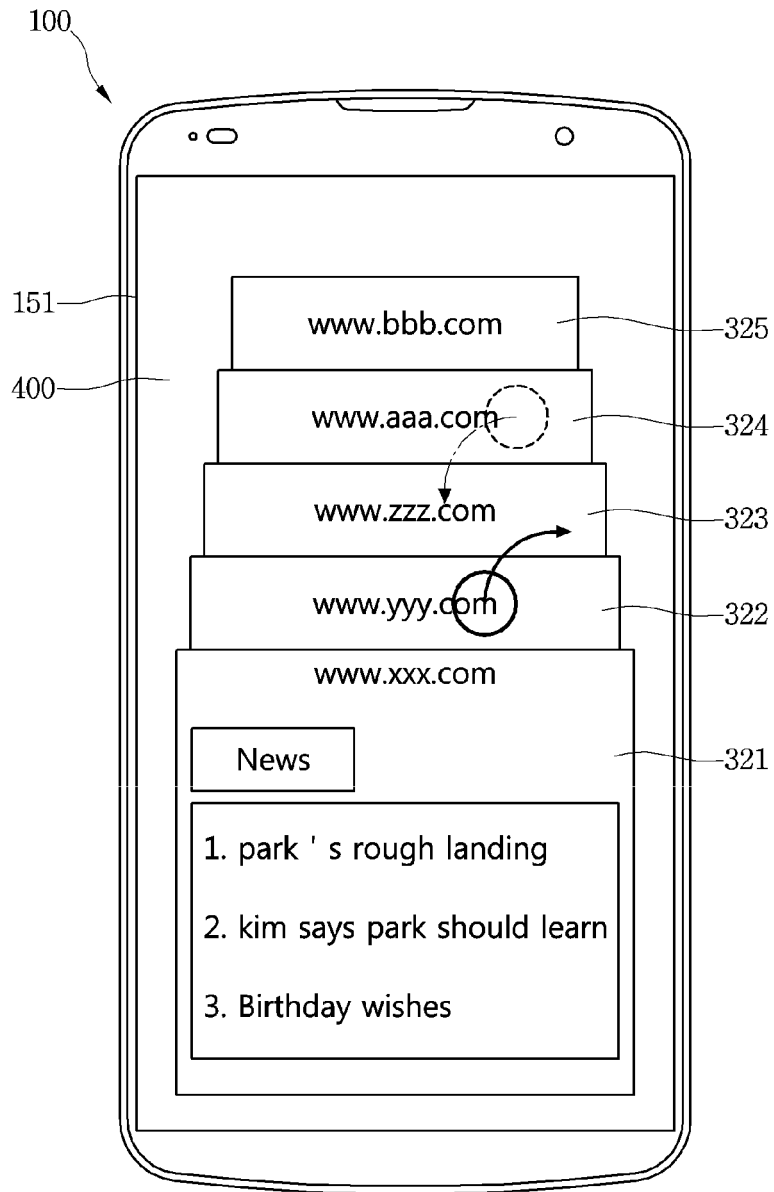 100
151
www.bbb.com
325
400
www.aaa.com
324
www.zzz.com
323
www.yyy.com
322
www.xxx.com
News
321
1. park ' s rough landing
2. kim says park should learn
3. Birthday wishes